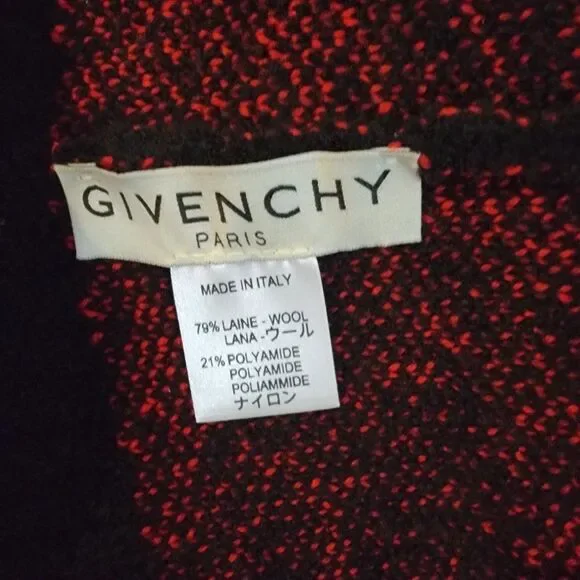 GIVENCHY
PARIS
MADE IN ITALY
79% LAINE - WOOL
LANA - ウール
21% POLYAMIDE
POLYAMIDE
POLIAMMIDE
ナイロン